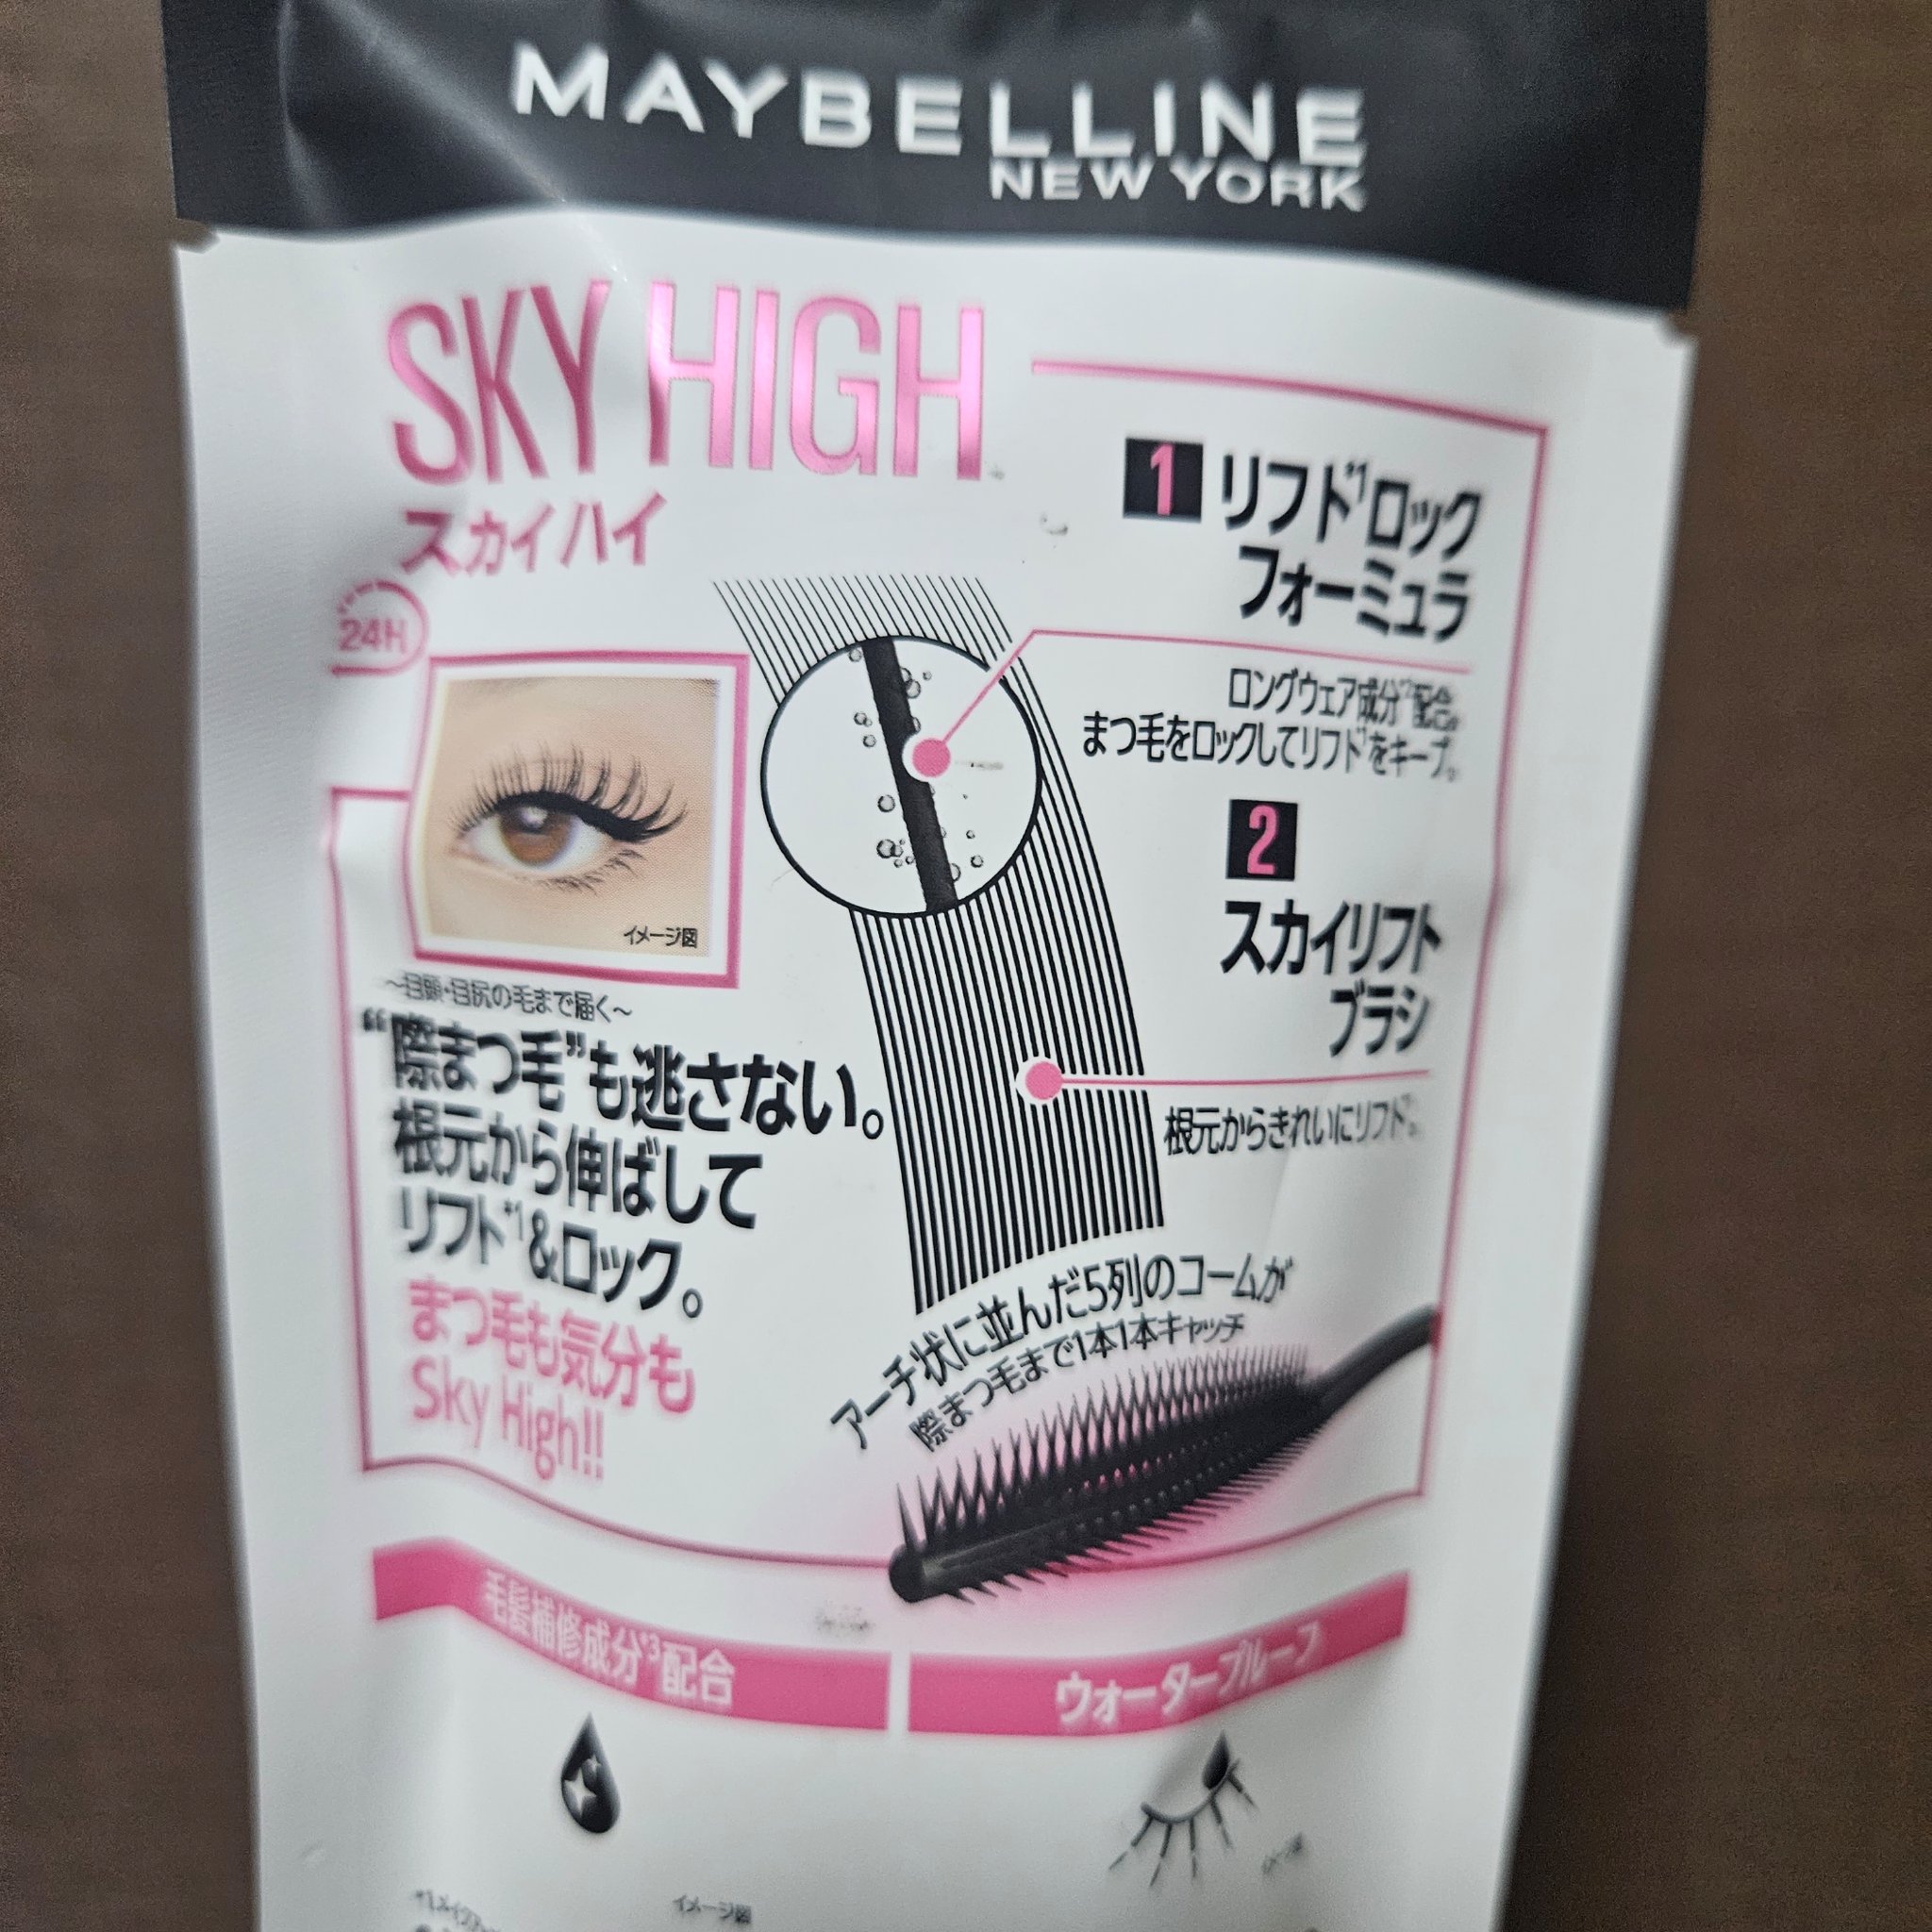 MAYBELLINE
NEW YORK
SKY HIGH
スカイハイ
24H
1 リフト*1ロック
フォーミュラ
ロングウェア成分*2配合。
まつ毛をロックしてリフト*1をキープ。
2
スカイリフト
ブラシ
根元からきれいにリフト*1。
イメージ図
～目頭・目尻の毛まで届く～
“際まつ毛”も逃さない。
根元から伸ばして
リフト*1&ロック。
まつ毛も気分も
Sky High!!
アーチ状に並んだ5列のコームが
際まつ毛まで1本1本キャッチ
毛髪補修成分*3配合
ウォータープルーフ
イメージ図